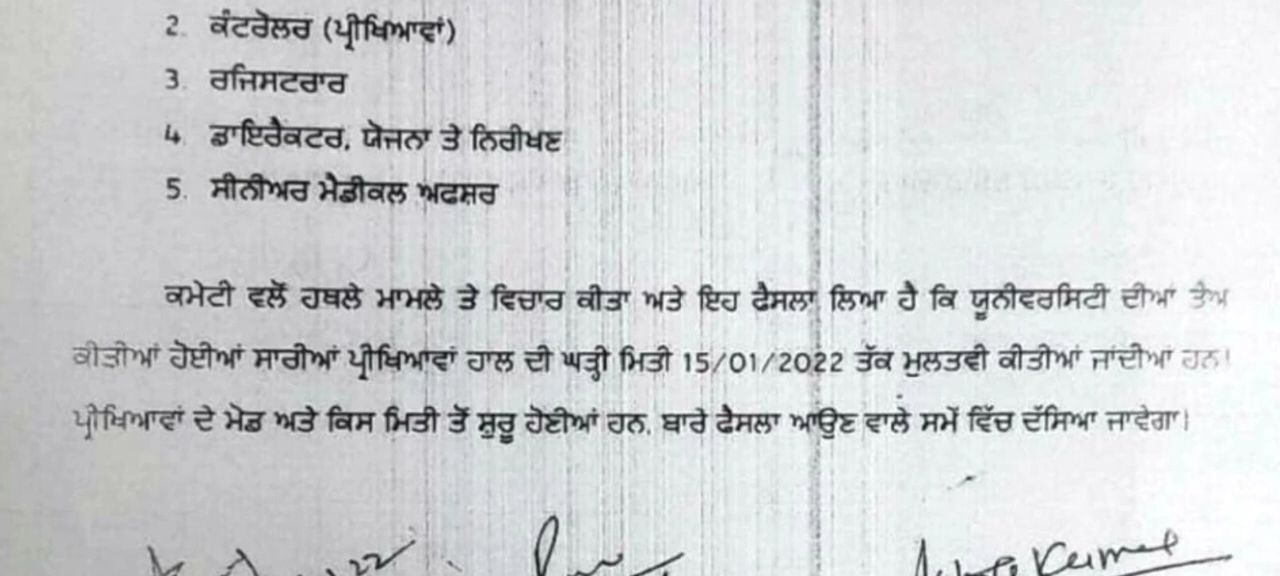 2. ਕੰਟਰੋਲਰ (ਪ੍ਰੀਖਿਆਵਾਂ)
3. ਰਜਿਸਟਰਾਰ
4. ਡਾਇਰੈਕਟਰ, ਯੋਜਨਾ ਤੇ ਨਿਰੀਖਣ
5. ਸੀਨੀਅਰ ਮੈਡੀਕਲ ਅਫਸਰ
ਕਮੇਟੀ ਵਲੋਂ ਹਥਲੇ ਮਾਮਲੇ ਤੇ ਵਿਚਾਰ ਕੀਤਾ ਅਤੇ ਇਹ ਫੈਸਲਾ ਲਿਆ ਹੈ ਕਿ ਯੂਨੀਵਰਸਿਟੀ ਦੀਆਂ ਤੈਅ
ਕੀਤੀਆਂ ਹੋਈਆਂ ਸਾਰੀਆਂ ਪ੍ਰੀਖਿਆਵਾਂ ਹਾਲ ਦੀ ਘੜੀ ਮਿਤੀ 15/01/2022 ਤੱਕ ਮੁਲਤਵੀ ਕੀਤੀਆਂ ਜਾਂਦੀਆਂ ਹਨ।
ਪ੍ਰੀਖਿਆਵਾਂ ਦੇ ਮੋਡ ਅਤੇ ਕਿਸ ਮਿਤੀ ਤੋਂ ਸ਼ੁਰੂ ਹੋਣੀਆਂ ਹਨ, ਬਾਰੇ ਫੈਸਲਾ ਆਉਣ ਵਾਲੇ ਸਮੇਂ ਵਿੱਚ ਦੱਸਿਆ ਜਾਵੇਗਾ।
Kumar